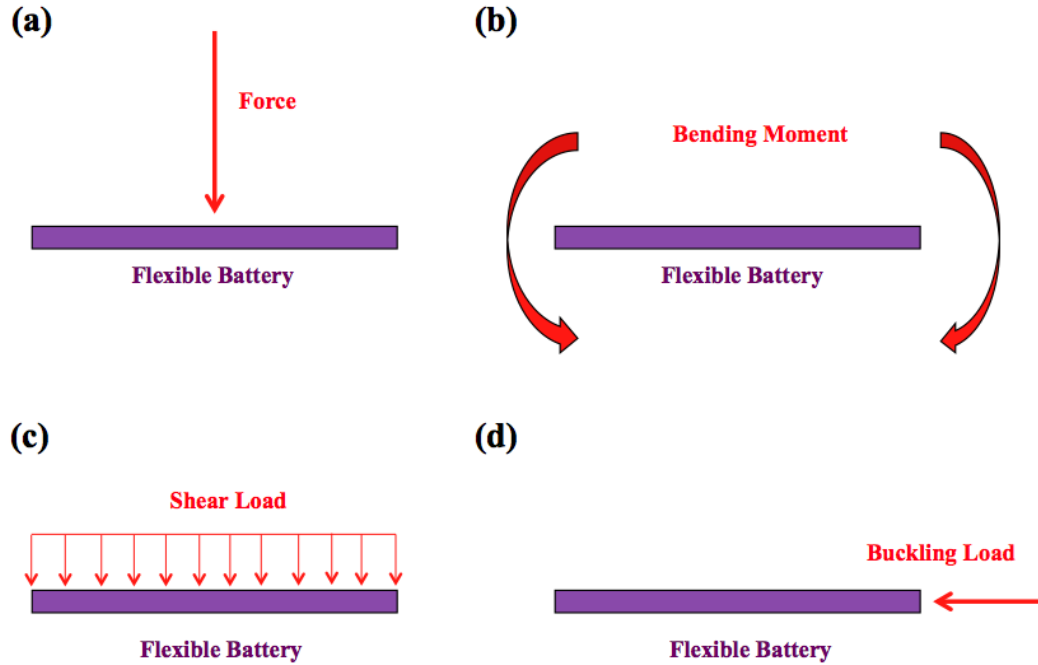 (a)
Force
Flexible Battery
(b)
Bending Moment
Flexible Battery
(c)
Shear Load
Flexible Battery
(d)
Buckling Load
Flexible Battery